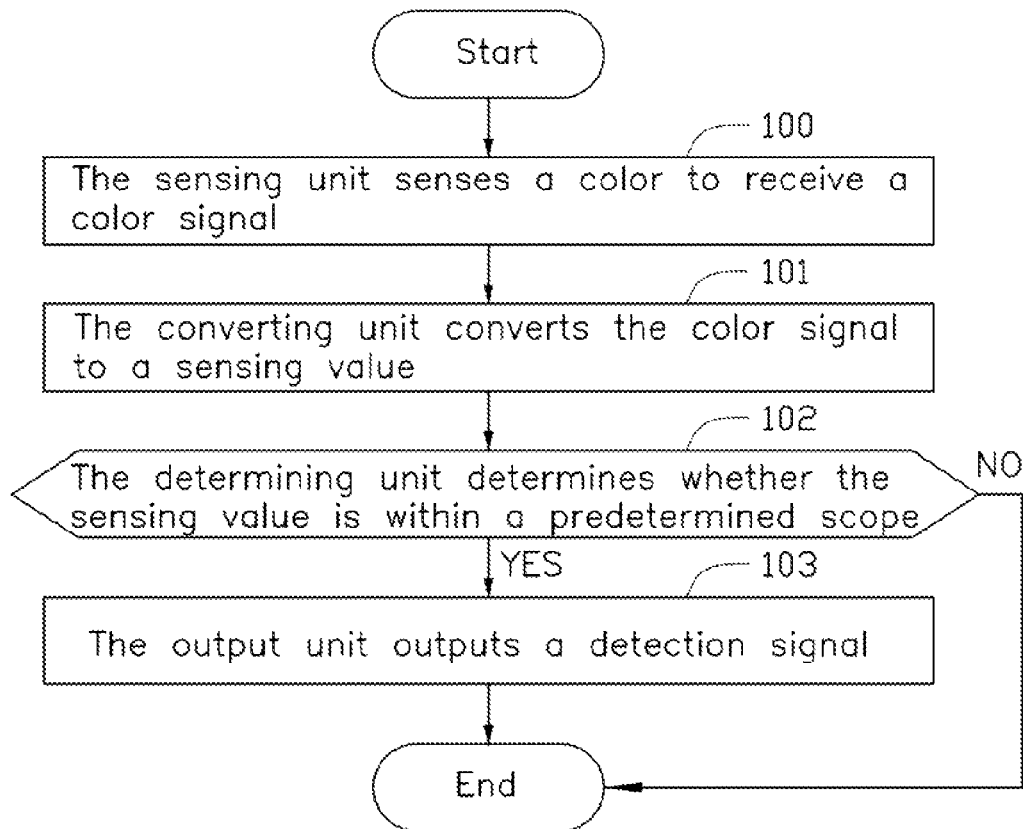 Start
100
The sensing unit senses a color to receive a
color signal
101
The converting unit converts the color signal
to a sensing value
102
The determining unit determines whether the
sensing value is within a predetermined scope
NO
YES
103
The output unit outputs a detection signal
End